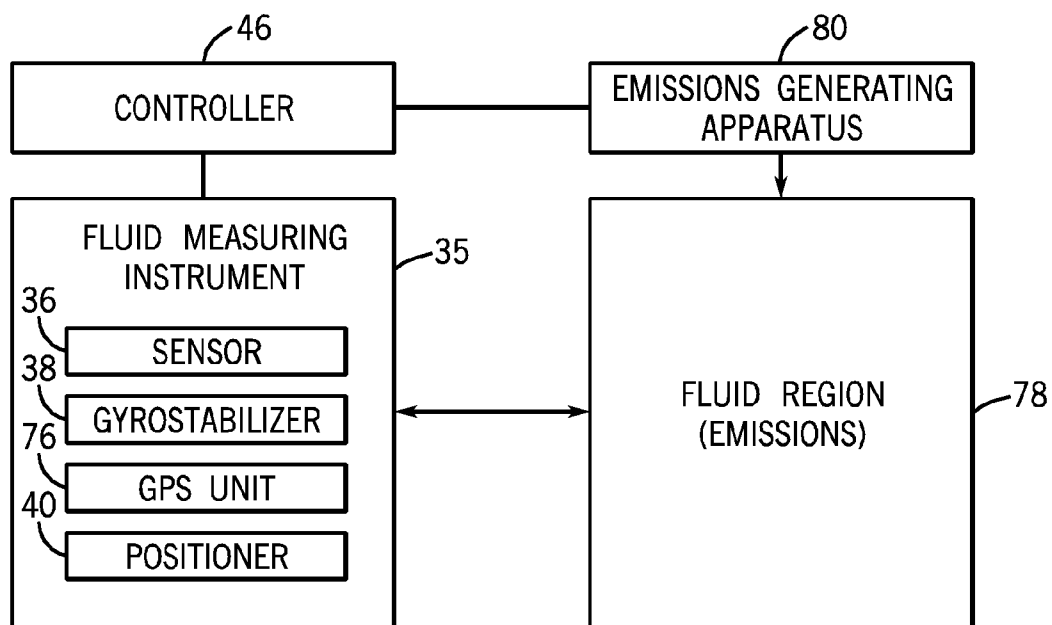 46
80
CONTROLLER
EMISSIONS GENERATING
APPARATUS
FLUID MEASURING
INSTRUMENT
35
36
SENSOR
38
GYROSTABILIZER
76
GPS UNIT
40
POSITIONER
FLUID REGION
(EMISSIONS)
78